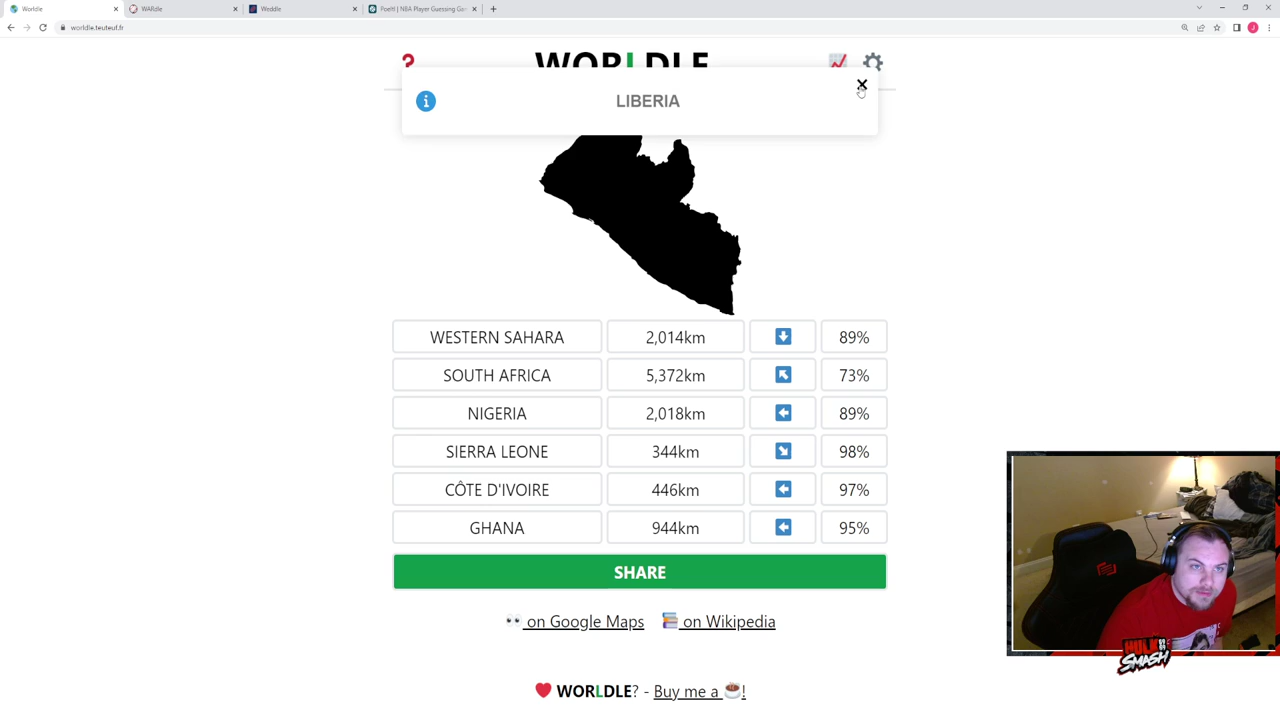 Worldle
WARdle
Weddle
Poeltl | NBA Player Guessing Ga
worldle.teuteuf.fr
J
?
WORLDLE
LIBERIA
WESTERN SAHARA 2,014km 89%
SOUTH AFRICA 5,372km 73%
NIGERIA 2,018km 89%
SIERRA LEONE 344km 98%
CÔTE D'IVOIRE 446km 97%
GHANA 944km 95%
SHARE
on Google Maps on Wikipedia
WORLDLE? - Buy me a !
HULK
SMASH